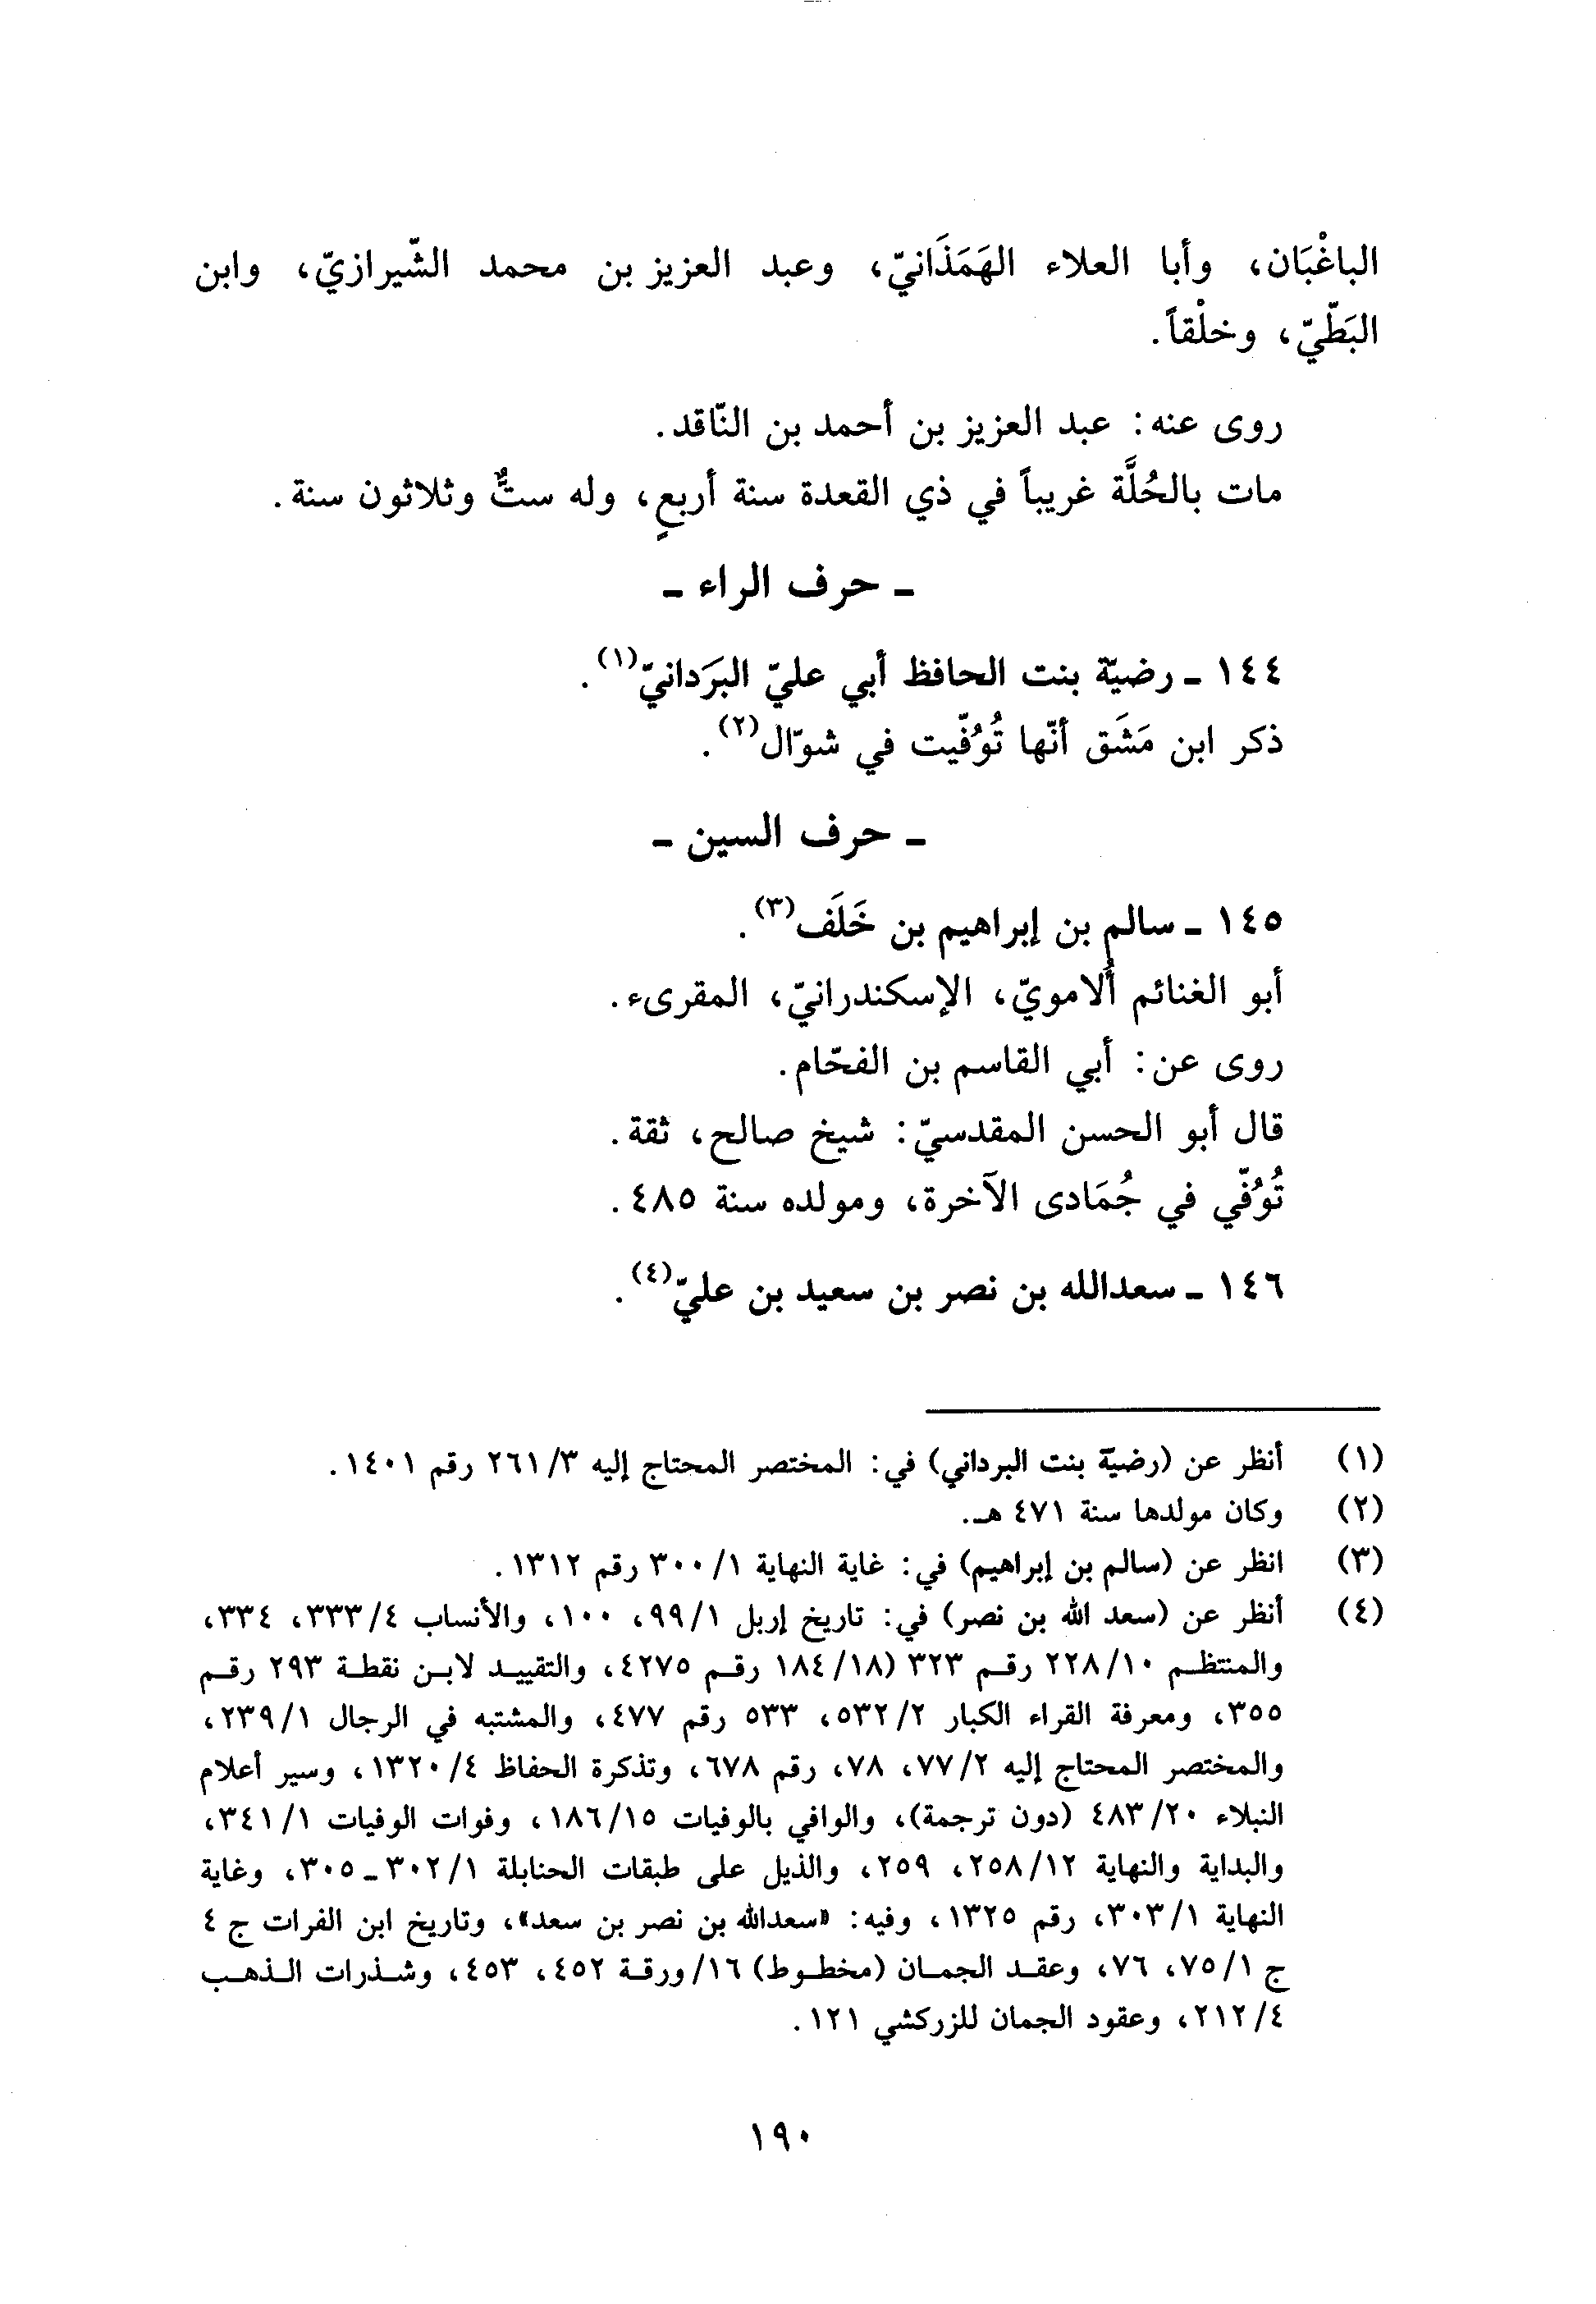 الباغْبَان، وأبا العلاء الهَمَذَانيّ، وعبد العزيز بن محمد الشّيرازيّ، وابن
البَطّيّ، وخلْقاً.
روى عنه: عبد العزيز بن أحمد بن النّاقد.
مات بالحُلَّة غريباً في ذي القعدة سنة أربعٍ، وله ستٌّ وثلاثون سنة.
ـ حرف الراء ـ
١٤٤ ـ رضيّة بنت الحافظ أبي عليّ البرَدانيّ(١).
ذكر ابن مَشَق أنّها تُوُفّيت في شوّال(٢).
ـ حرف السين ـ
١٤٥ ـ سالم بن إبراهيم بن خَلَف(٣).
أبو الغنائم أُلامويّ، الإسكندرانيّ، المقرىء.
روى عن: أبي القاسم بن الفحّام.
قال أبو الحسن المقدسيّ: شيخ صالح، ثقة.
تُوُفّي في جُمَادى الآخرة، ومولده سنة ٤٨٥.
١٤٦ ـ سعدالله بن نصر بن سعيد بن عليّ(٤).
(١) أنظر عن (رضيّة بنت البرداني) في: المختصر المحتاج إليه ٢٦١/٣ رقم ١٤٠١.
(٢) وكان مولدها سنة ٤٧١ هـ.
(٣) انظر عن (سالم بن إبراهيم) في: غاية النهاية ٣٠٠/١ رقم ١٣١٢.
(٤) أنظر عن (سعد الله بن نصر) في: تاريخ إربل ٩٩/١، ١٠٠، والأنساب ٣٣٣/٤، ٣٣٤،
والمنتظم ٢٢٨/١٠ رقم ٣٢٣ (١٨٤/١٨ رقم ٤٢٧٥، والتقييد لابن نقطة ٢٩٣ رقم
٣٥٥، ومعرفة القراء الكبار ٥٣٢/٢، ٥٣٣ رقم ٤٧٧، والمشتبه في الرجال ٢٣٩/١،
والمختصر المحتاج إليه ٧٧/٢، ٧٨، رقم ٦٧٨، وتذكرة الحفاظ ١٣٢٠/٤، وسير أعلام
النبلاء ٤٨٣/٢٠ (دون ترجمة)، والوافي بالوفيات ١٨٦/١٥، وفوات الوفيات ٣٤١/١،
والبداية والنهاية ٢٥٨/١٢، ٢٥٩، والذيل على طبقات الحنابلة ٣٠٢/١ـ٣٠٥، وغاية
النهاية ٣٠٣/١، رقم ١٣٢٥، وفيه: «سعدالله بن نصر بن سعد»، وتاريخ ابن الفرات ج ٤
ج ٧٥/١، ٧٦، وعقد الجمان (مخطوط) ١٦/ورقة ٤٥٢، ٤٥٣، وشذرات الذهب
٢١٢/٤، وعقود الجمان للزركشي ١٢١.
١٩٠